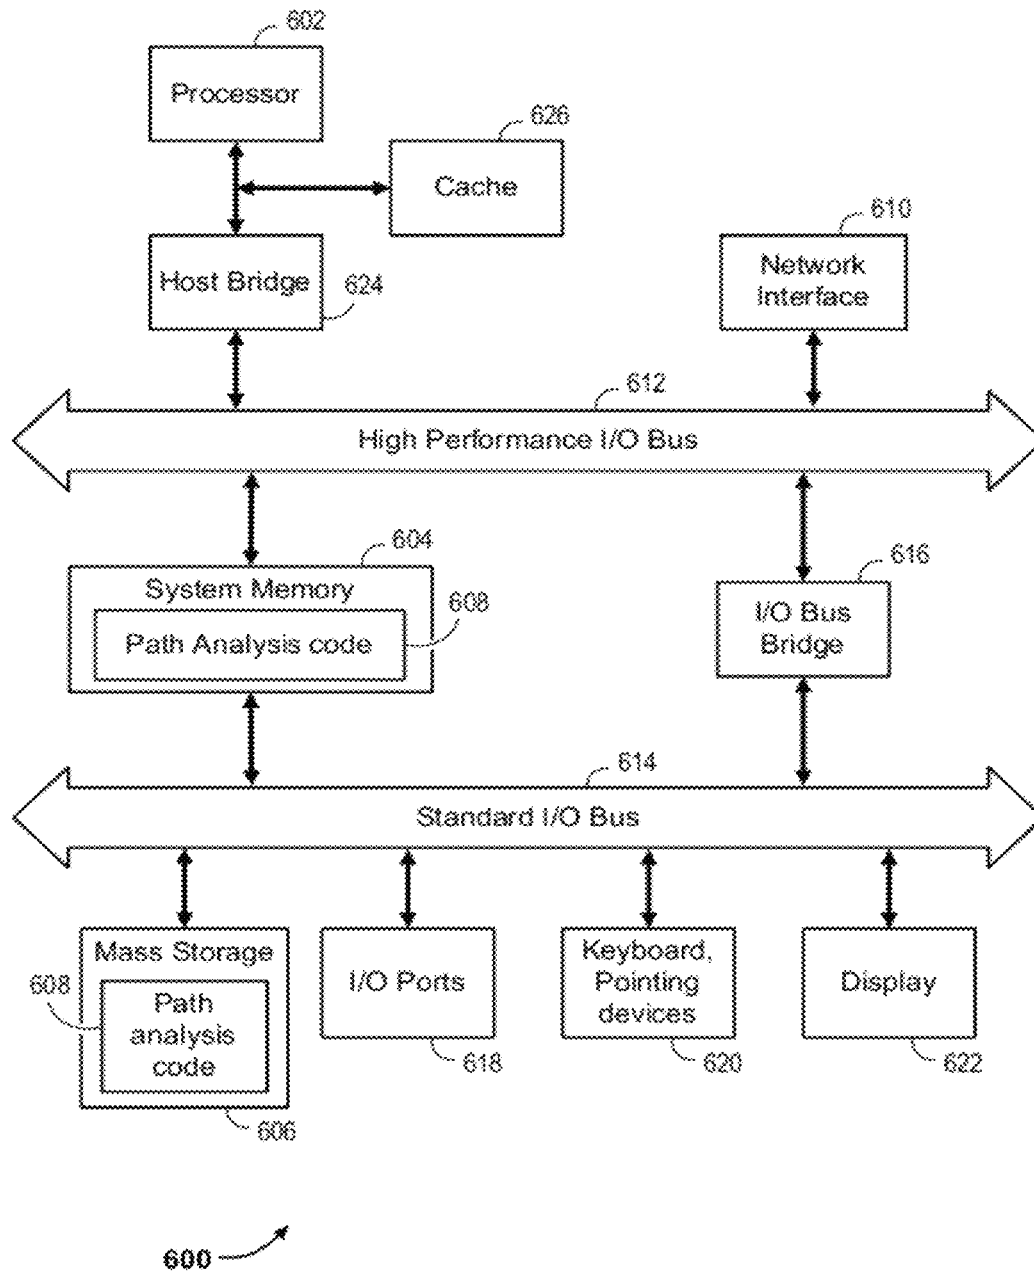 602
Processor
626
Cache
610
Host Bridge
624
Network
Interface
612
High Performance I/O Bus
604
System Memory
608
Path Analysis code
616
I/O Bus
Bridge
614
Standard I/O Bus
Mass Storage
608
Path
analysis
code
606
I/O Ports
618
Keyboard,
Pointing
devices
620
Display
622
600